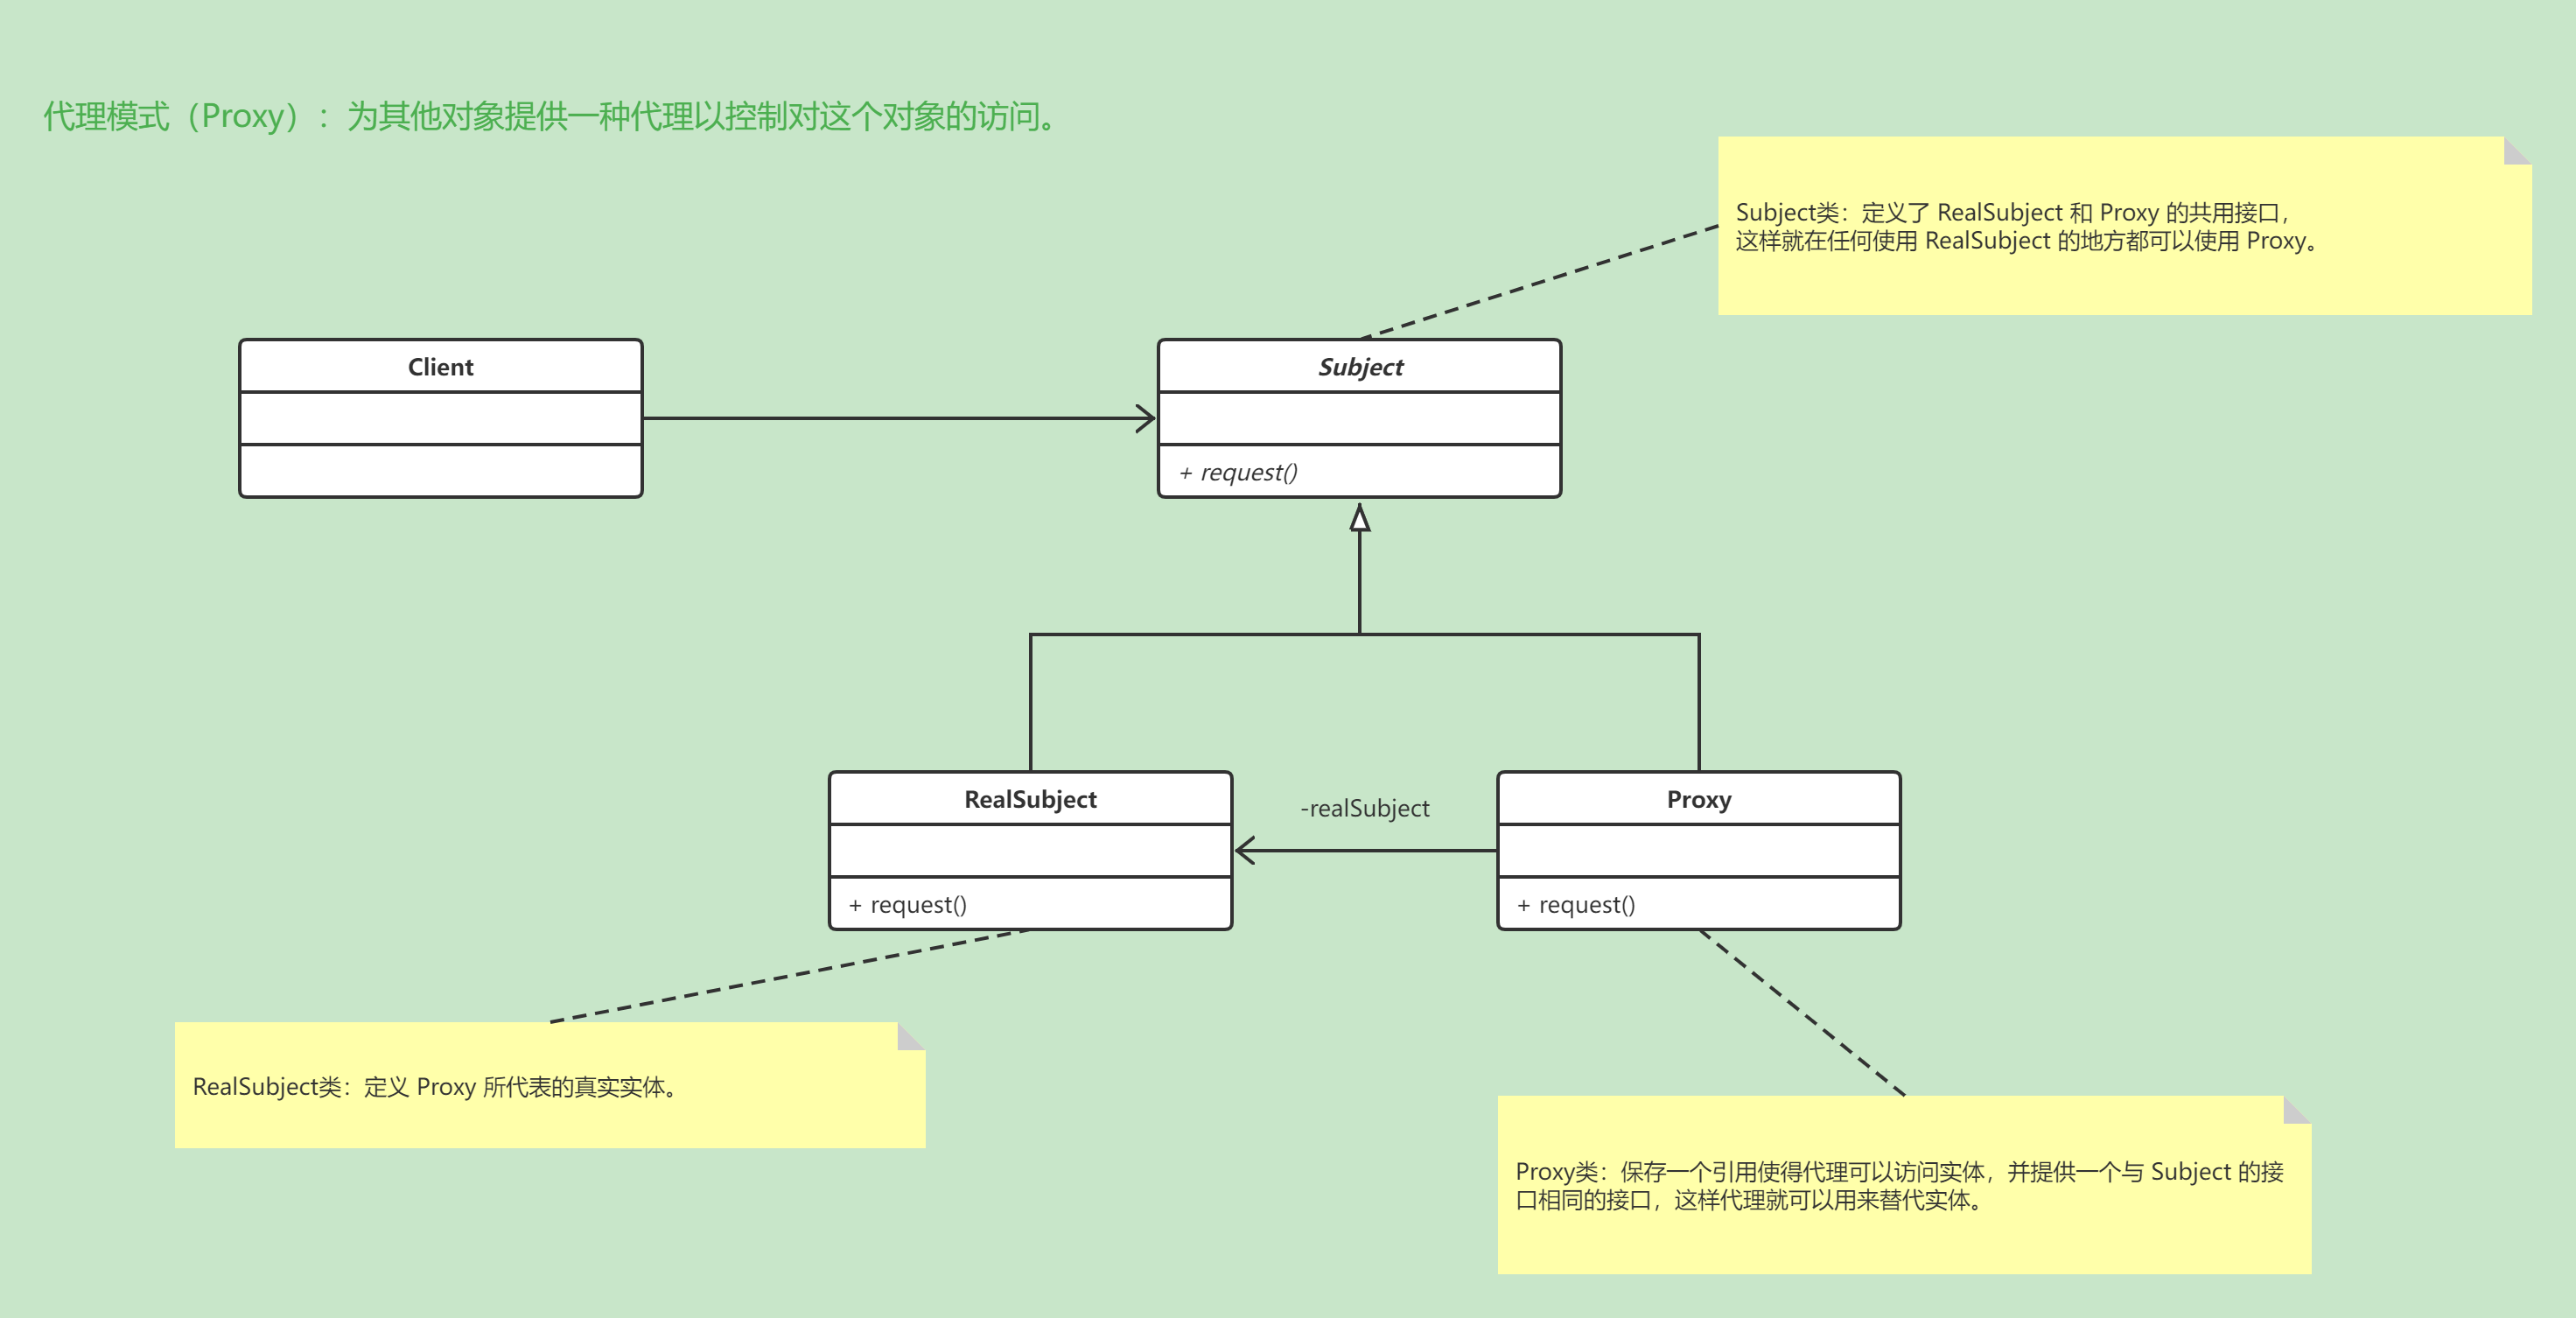 代理模式（Proxy）：为其他对象提供一种代理以控制对这个对象的访问。
Subject类：定义了 RealSubject 和 Proxy 的共用接口，
这样就在任何使用 RealSubject 的地方都可以使用 Proxy。
Client
Subject
+ request()
RealSubject
+ request()
-realSubject
Proxy
+ request()
RealSubject类：定义 Proxy 所代表的真实实体。
Proxy类：保存一个引用使得代理可以访问实体，并提供一个与 Subject 的接
口相同的接口，这样代理就可以用来替代实体。